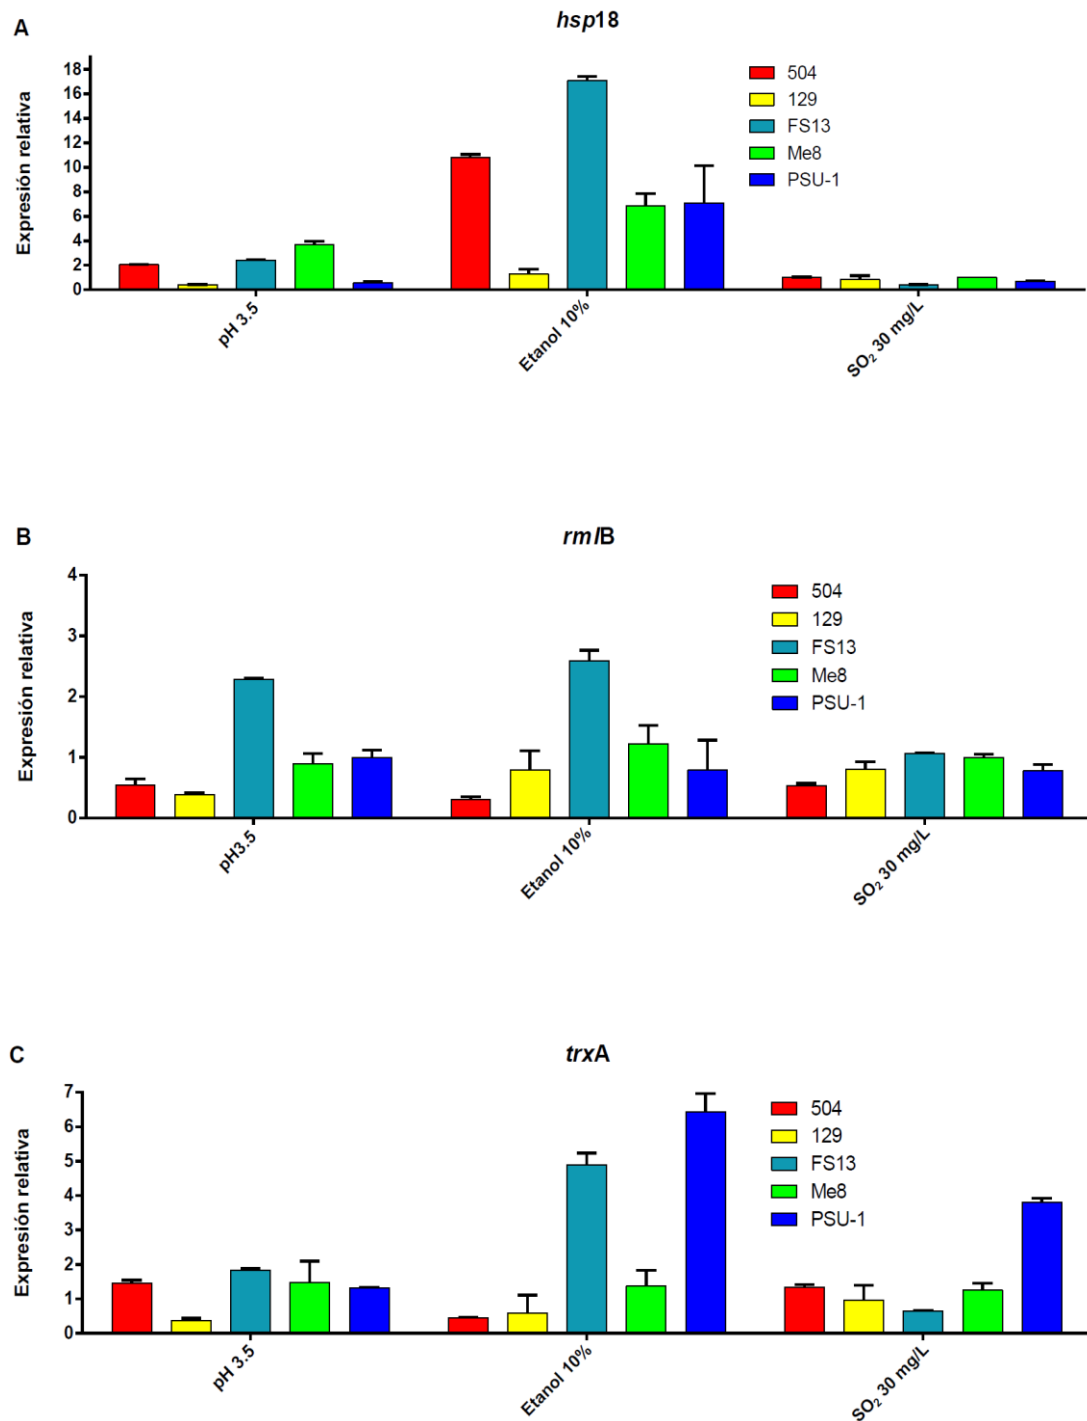 A
hsp18
Expresión relativa
18
16
14
12
10
8
6
4
2
0
504
129
FS13
Me8
PSU-1
pH 3.5
Etanol 10%
SO₂ 30 mg/L
B
rmlB
Expresión relativa
4
3
2
1
0
504
129
FS13
Me8
PSU-1
pH3.5
Etanol 10%
SO₂ 30 mg/L
C
trxA
Expresión relativa
7
6
5
4
3
2
1
0
504
129
FS13
Me8
PSU-1
pH 3.5
Etanol 10%
SO₂ 30 mg/L